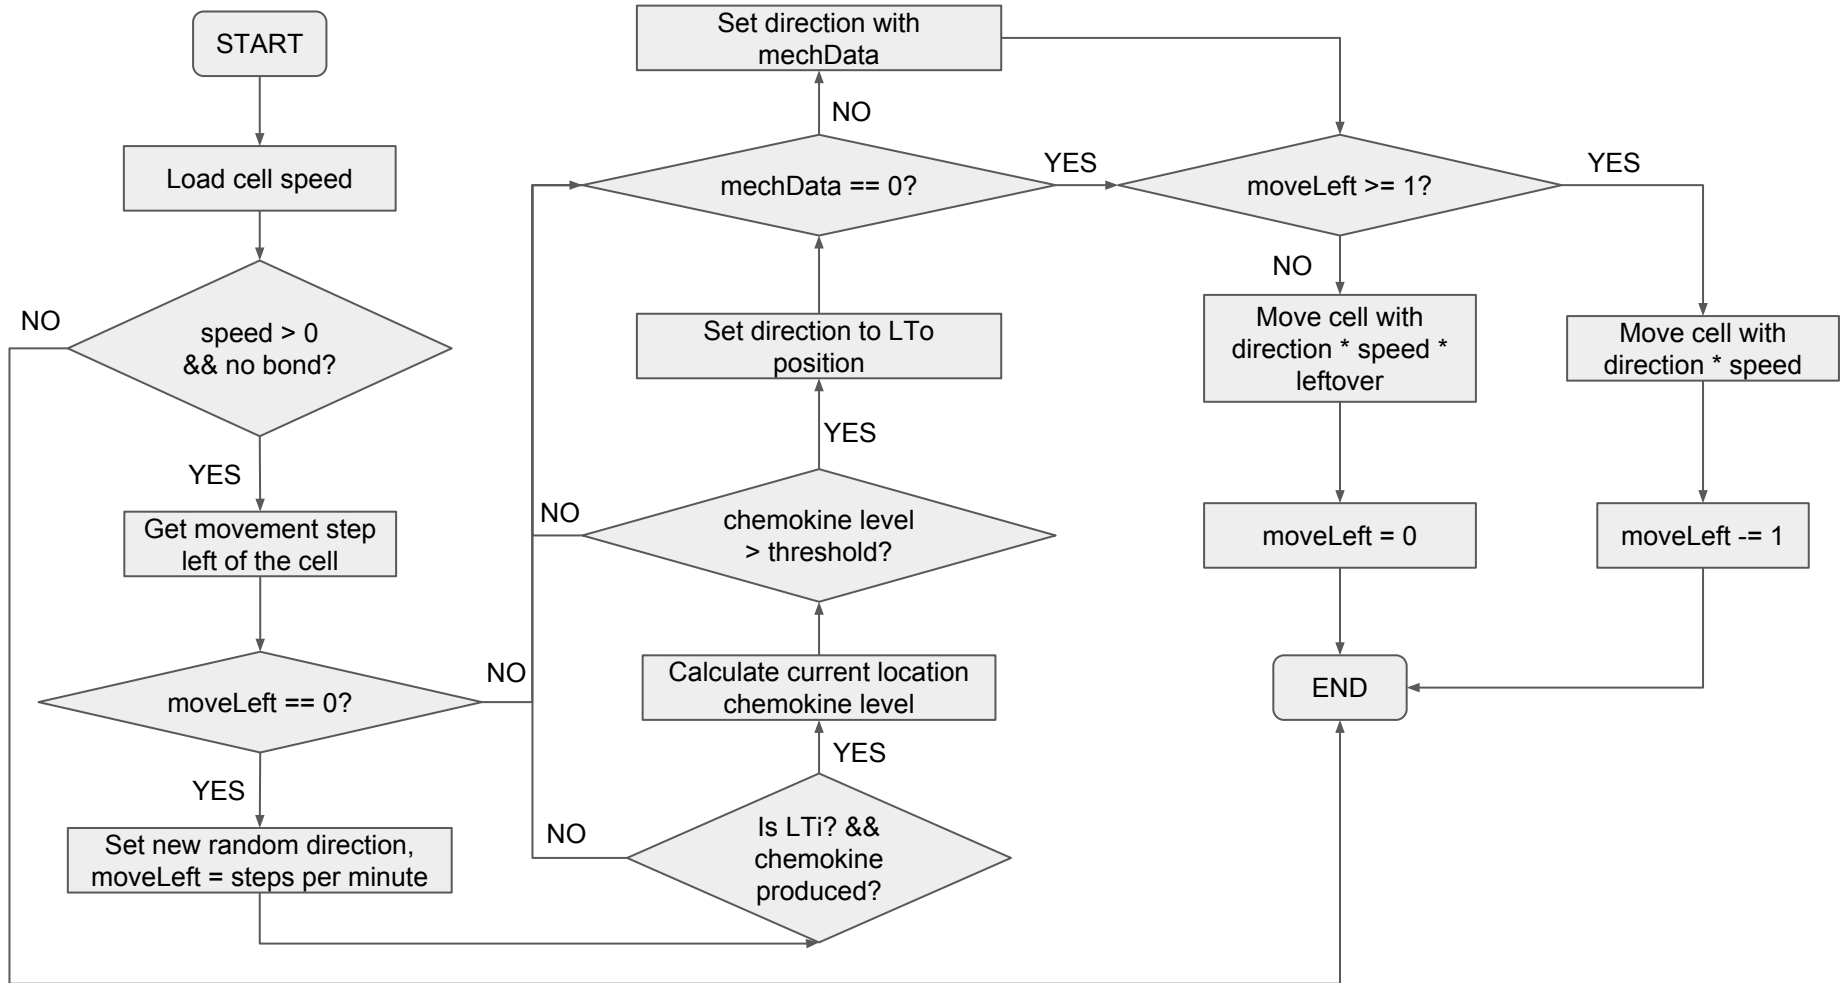 START
Load cell speed
NO
speed > 0
&& no bond?
YES
Get movement step
left of the cell
moveLeft == 0?
NO
YES
Set new random direction,
moveLeft = steps per minute
Set direction with
mechData
NO
mechData == 0?
YES
Set direction to LTo
position
YES
NO
chemokine level
> threshold?
Calculate current location
chemokine level
YES
NO
Is LTi? &&
chemokine
produced?
moveLeft >= 1?
YES
NO
Move cell with
direction * speed *
leftover
moveLeft = 0
Move cell with
direction * speed
moveLeft -= 1
END